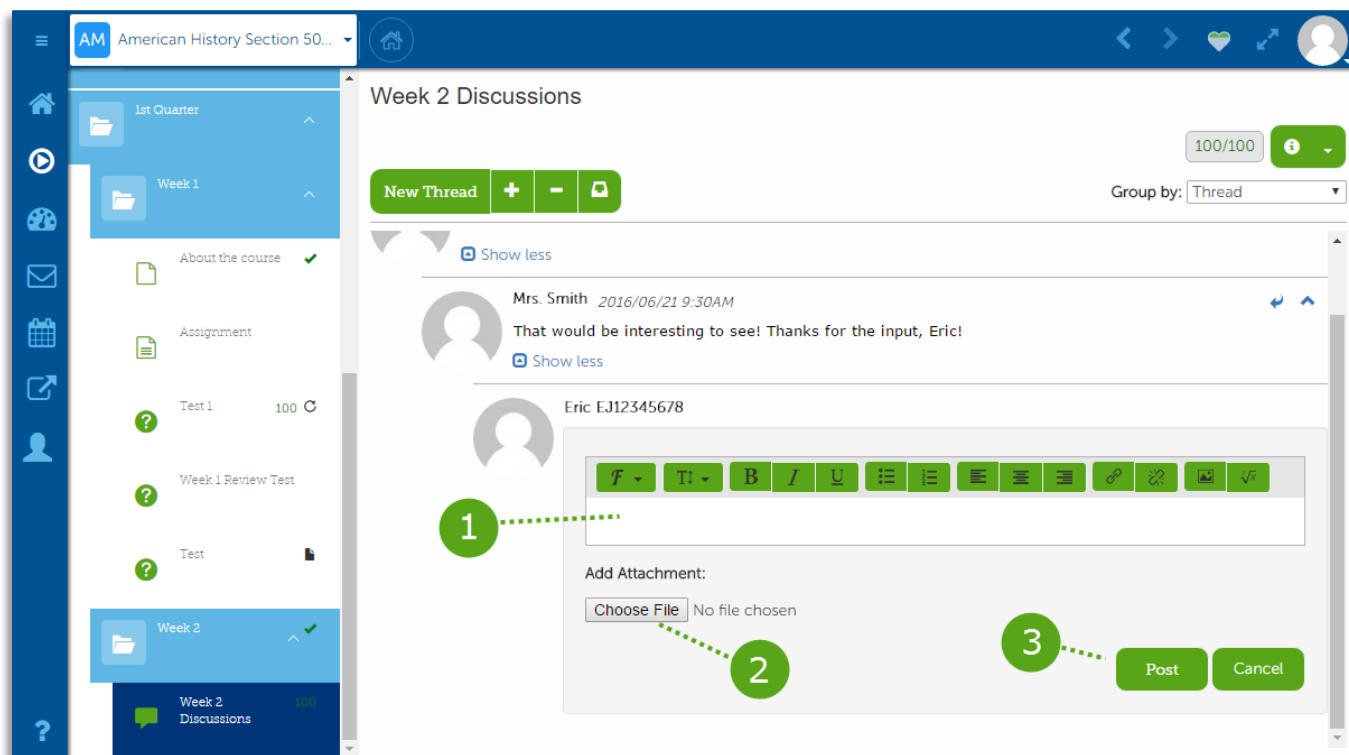 AM American History Section 50...
1st Quarter
Week 1
About the course
Assignment
Test 1 100
Week 1 Review Test
Test
Week 2
Week 2 100
Discussions
?
Week 2 Discussions
100/100
New Thread
Group by: Thread
Show less
Mrs. Smith 2016/06/21 9:30AM
That would be interesting to see! Thanks for the input, Eric!
Show less
Eric EJ12345678
F T B I U √x
1
Add Attachment:
Choose File No file chosen
2
3
Post Cancel